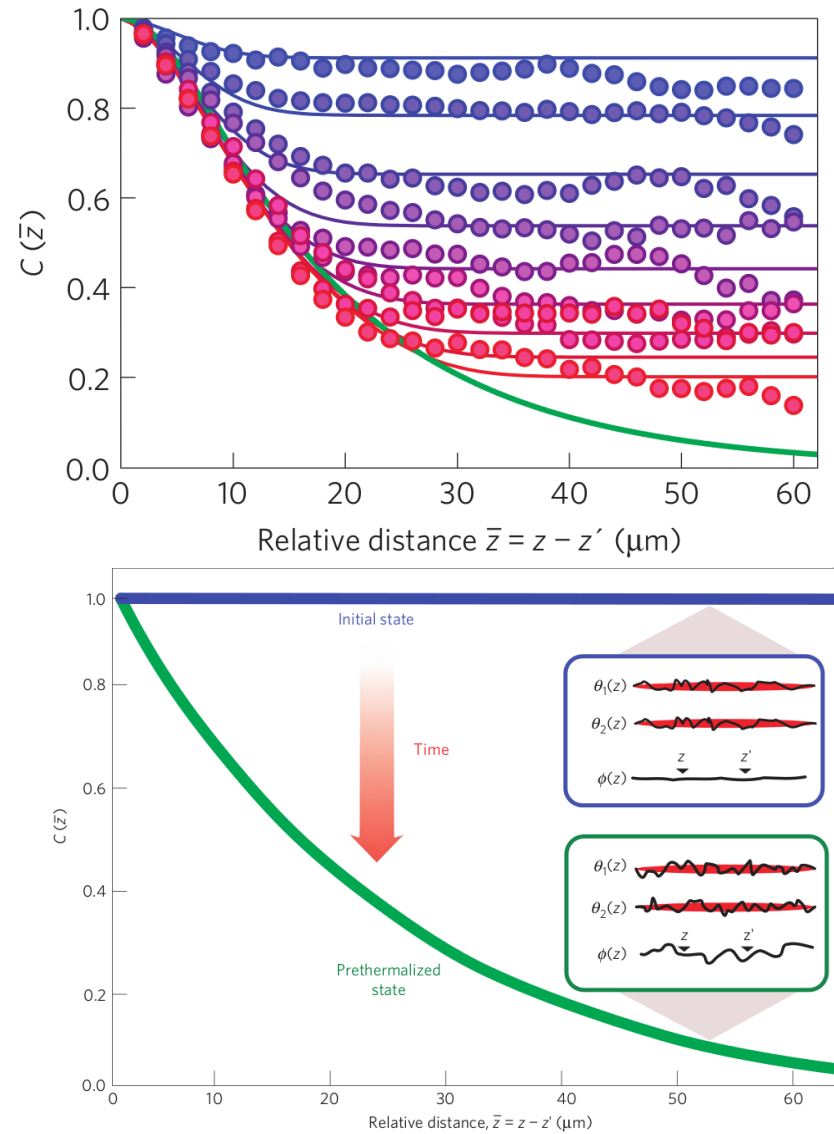 1.0
0.8
0.6
0.4
0.2
0.0
C (z̄)
0 10 20 30 40 50 60
Relative distance z̄ = z – z′ (μm)
1.0
0.8
0.6
0.4
0.2
0.0
C (z̄)
Initial state
Time
Prethermalized
state
θ₁(z)
θ₂(z)
z z'
ϕ(z)
θ₁(z)
θ₂(z)
z z'
ϕ(z)
10 20 30 40 50 60
Relative distance, z̄ = z – z' (μm)